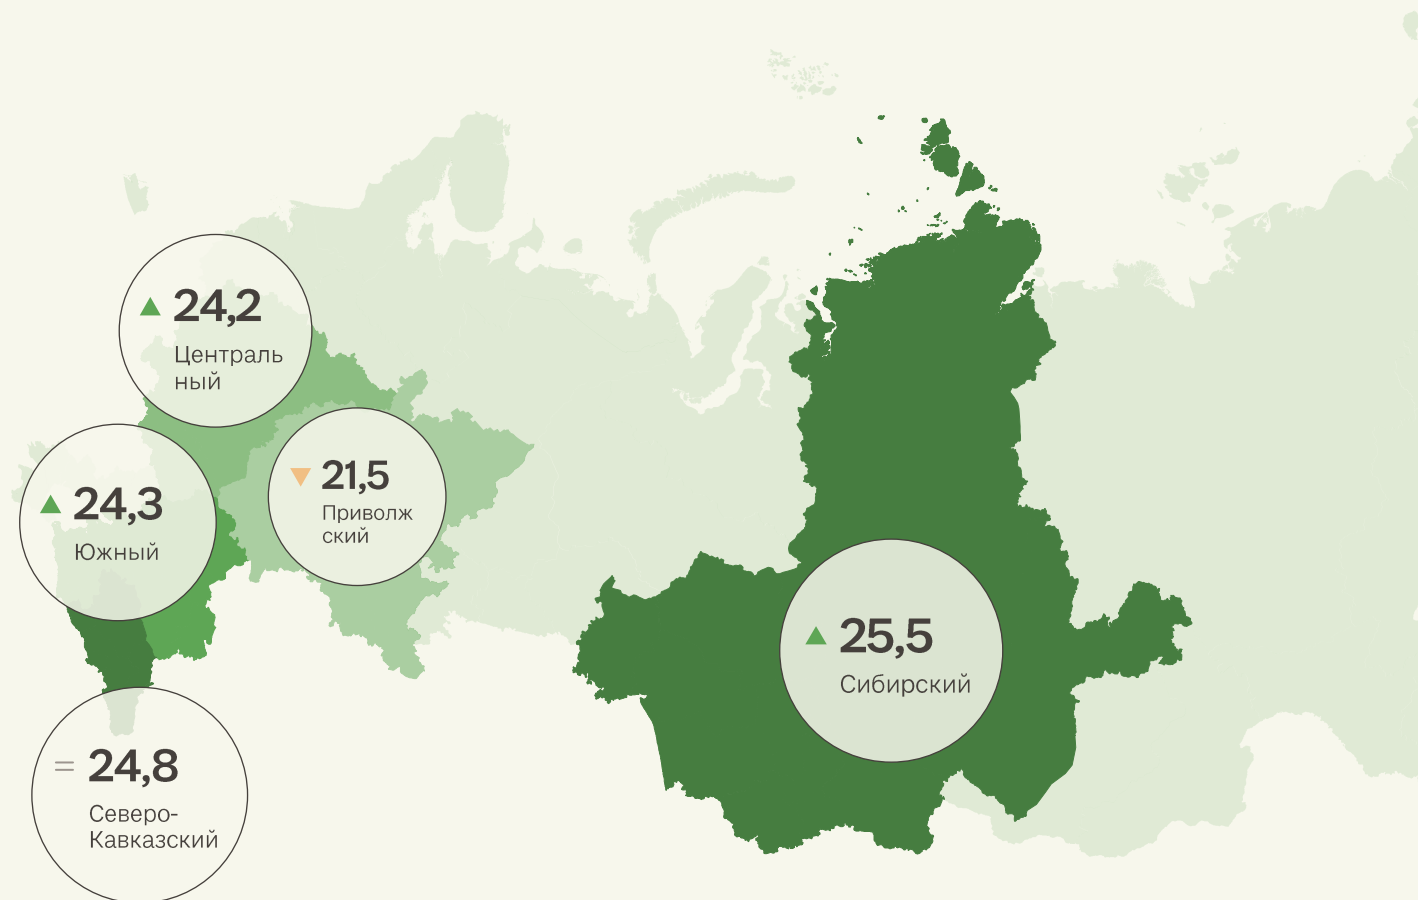 24,2
Централь
ный
24,3
Южный
21,5
Приволж
ский
25,5
Сибирский
= 24,8
Северо-
Кавказский